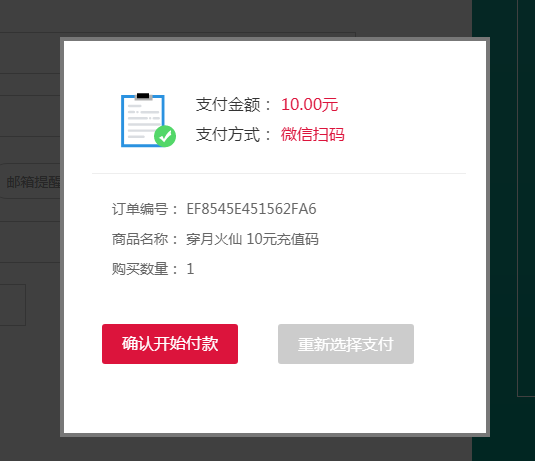 支付金额： 10.00元
支付方式： 微信扫码
邮箱提醒
订单编号： EF8545E451562FA6
商品名称： 穿月火仙 10元充值码
购买数量： 1
确认开始付款
重新选择支付